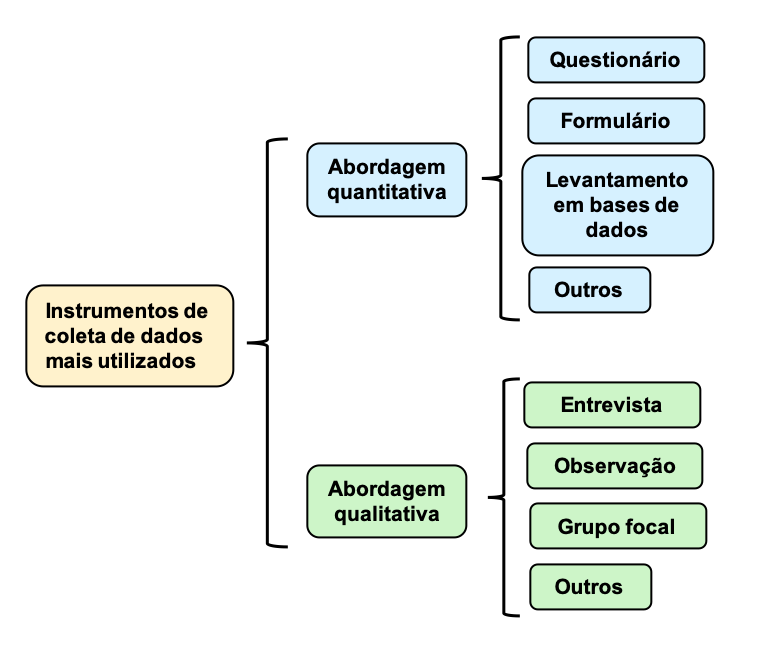 Instrumentos de
coleta de dados
mais utilizados
Abordagem
quantitativa
Questionário
Formulário
Levantamento
em bases de
dados
Outros
Abordagem
qualitativa
Entrevista
Observação
Grupo focal
Outros